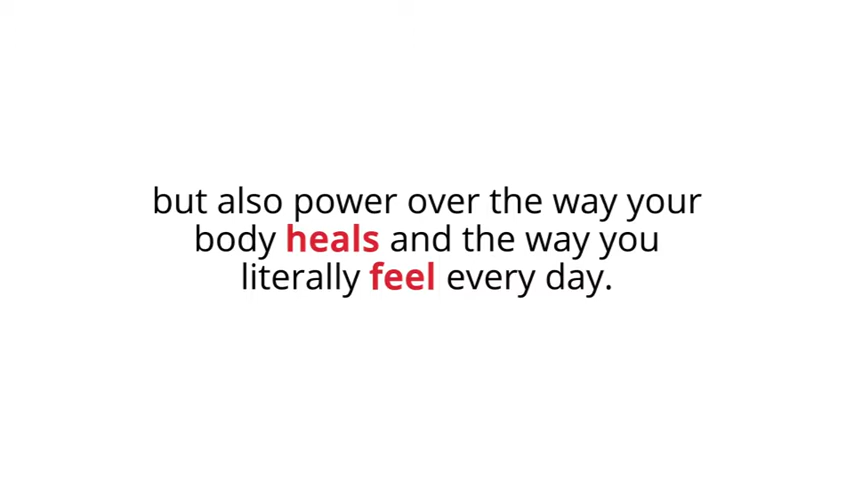 but also power over the way your
body heals and the way you
literally feel every day.